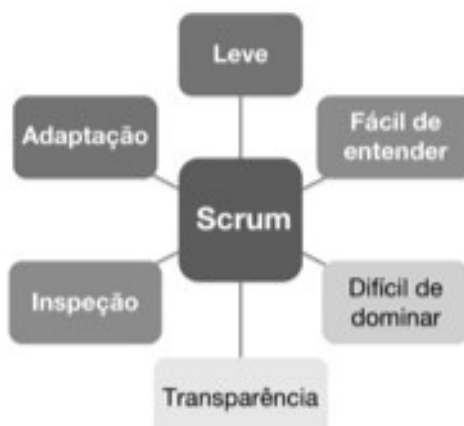 Leve
Adaptação
Fácil de
entender
Scrum
Inspeção
Difícil de
dominar
Transparência